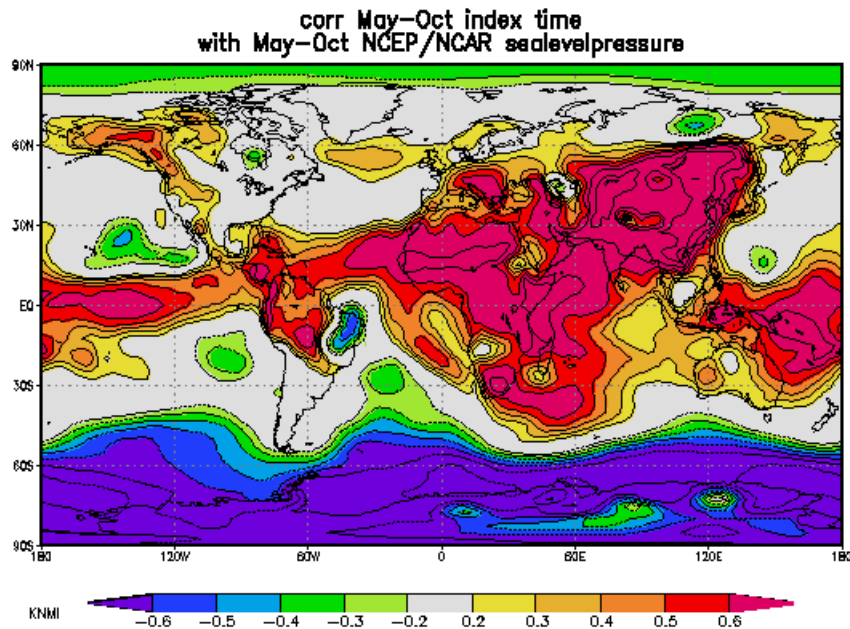 corr May-Oct index time
with May-Oct NCEP/NCAR sealevelpressure
90N
60N
30N
EQ
30S
60S
90S
180 120W 60W 0 60E 120E 180
KNMI
-0.6 -0.5 -0.4 -0.3 -0.2 0.2 0.3 0.4 0.5 0.6